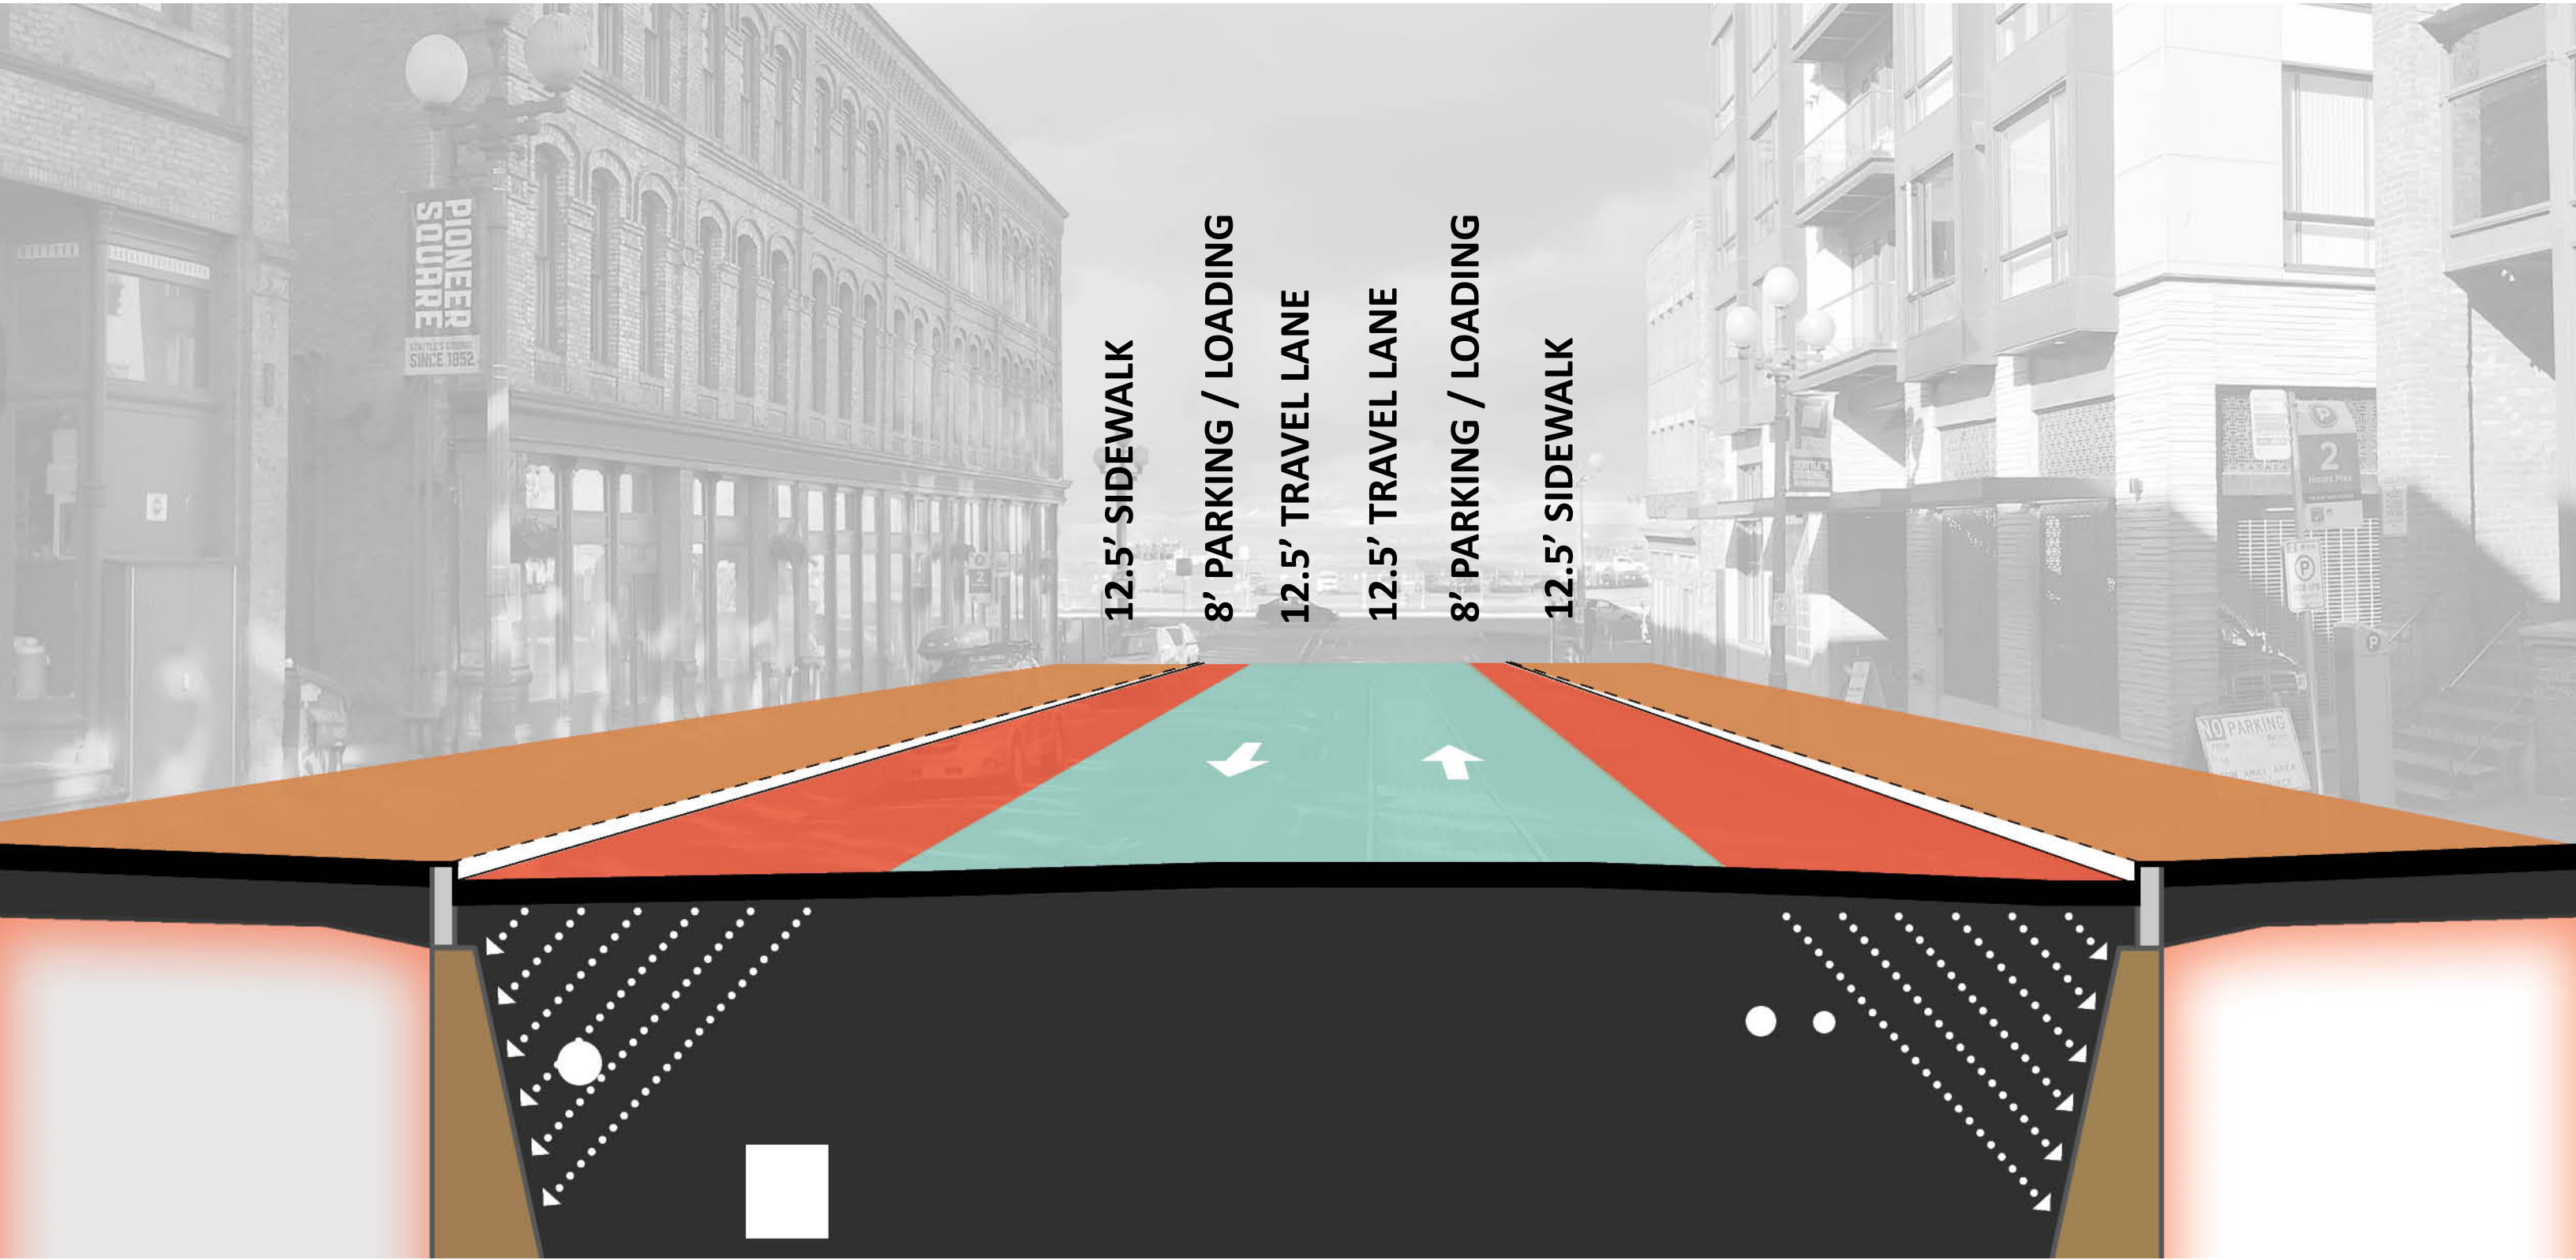 PIONEER
SQUARE
SINCE 1852
12.5' SIDEWALK
8' PARKING / LOADING
12.5' TRAVEL LANE
12.5' TRAVEL LANE
8' PARKING / LOADING
12.5' SIDEWALK
2
P
2
P
P
NO PARKING